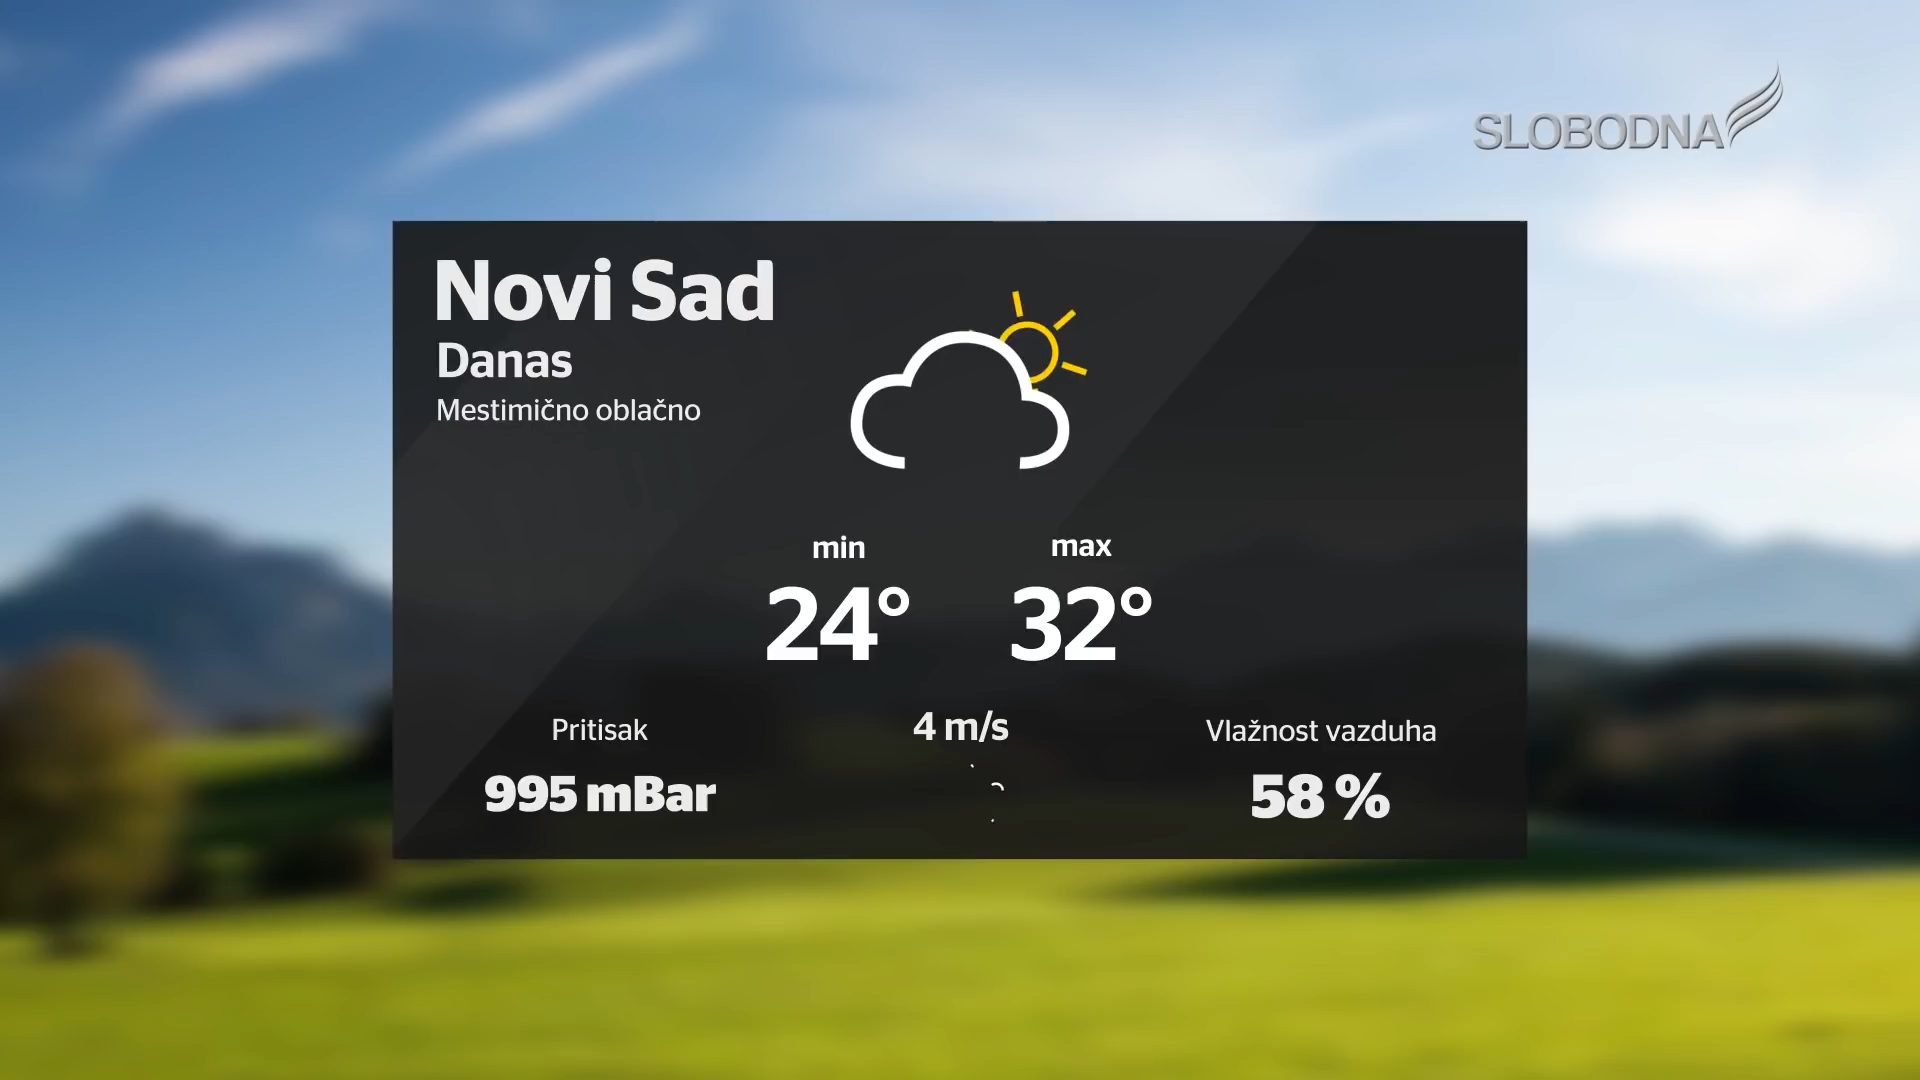 SLOBODNA
Novi Sad
Danas
Mestimično oblačno
min
max
24°
32°
Pritisak
4 m/s
Vlažnost vazduha
995 mBar
58 %